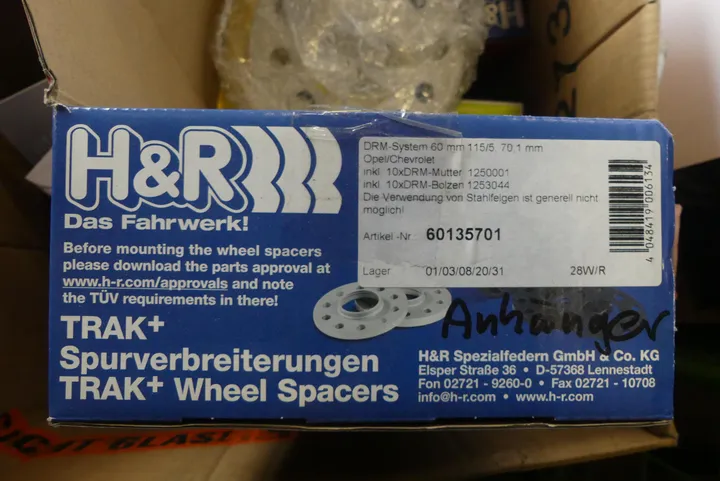 &R
273
H&R
Das Fahrwerk!
Before mounting the wheel spacers
please download the parts approval at
www.h-r.com/approvals and note
the TÜV requirements in there!
TRAK+
Spurverbreiterungen
TRAK+ Wheel Spacers
DRM-System 60 mm 115/5 70,1 mm
Opel/Chevrolet
inkl. 10xDRM-Mutter 1250001
inkl. 10xDRM-Bolzen 1253044
Die Verwendung von Stahlfelgen ist generell nicht
möglich!
Artikel -Nr 60135701
Lager 01/03/08/20/31 28W/R
4 048419 006134
Anhänger
H&R Spezialfedern GmbH & Co. KG
Elsper Straße 36 • D-57368 Lennestadt
Fon 02721 - 9260-0 • Fax 02721 - 10708
info@h-r.com • www.h-r.com